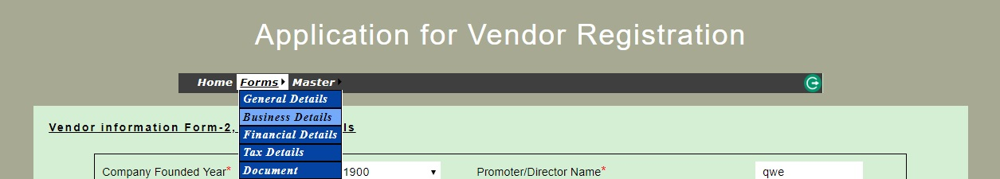 Application for Vendor Registration
Home Forms Master
General Details
Business Details
Vendor information Form-2, ls
Financial Details
Tax Details
Document
Company Founded Year* 1900 Promoter/Director Name* qwe